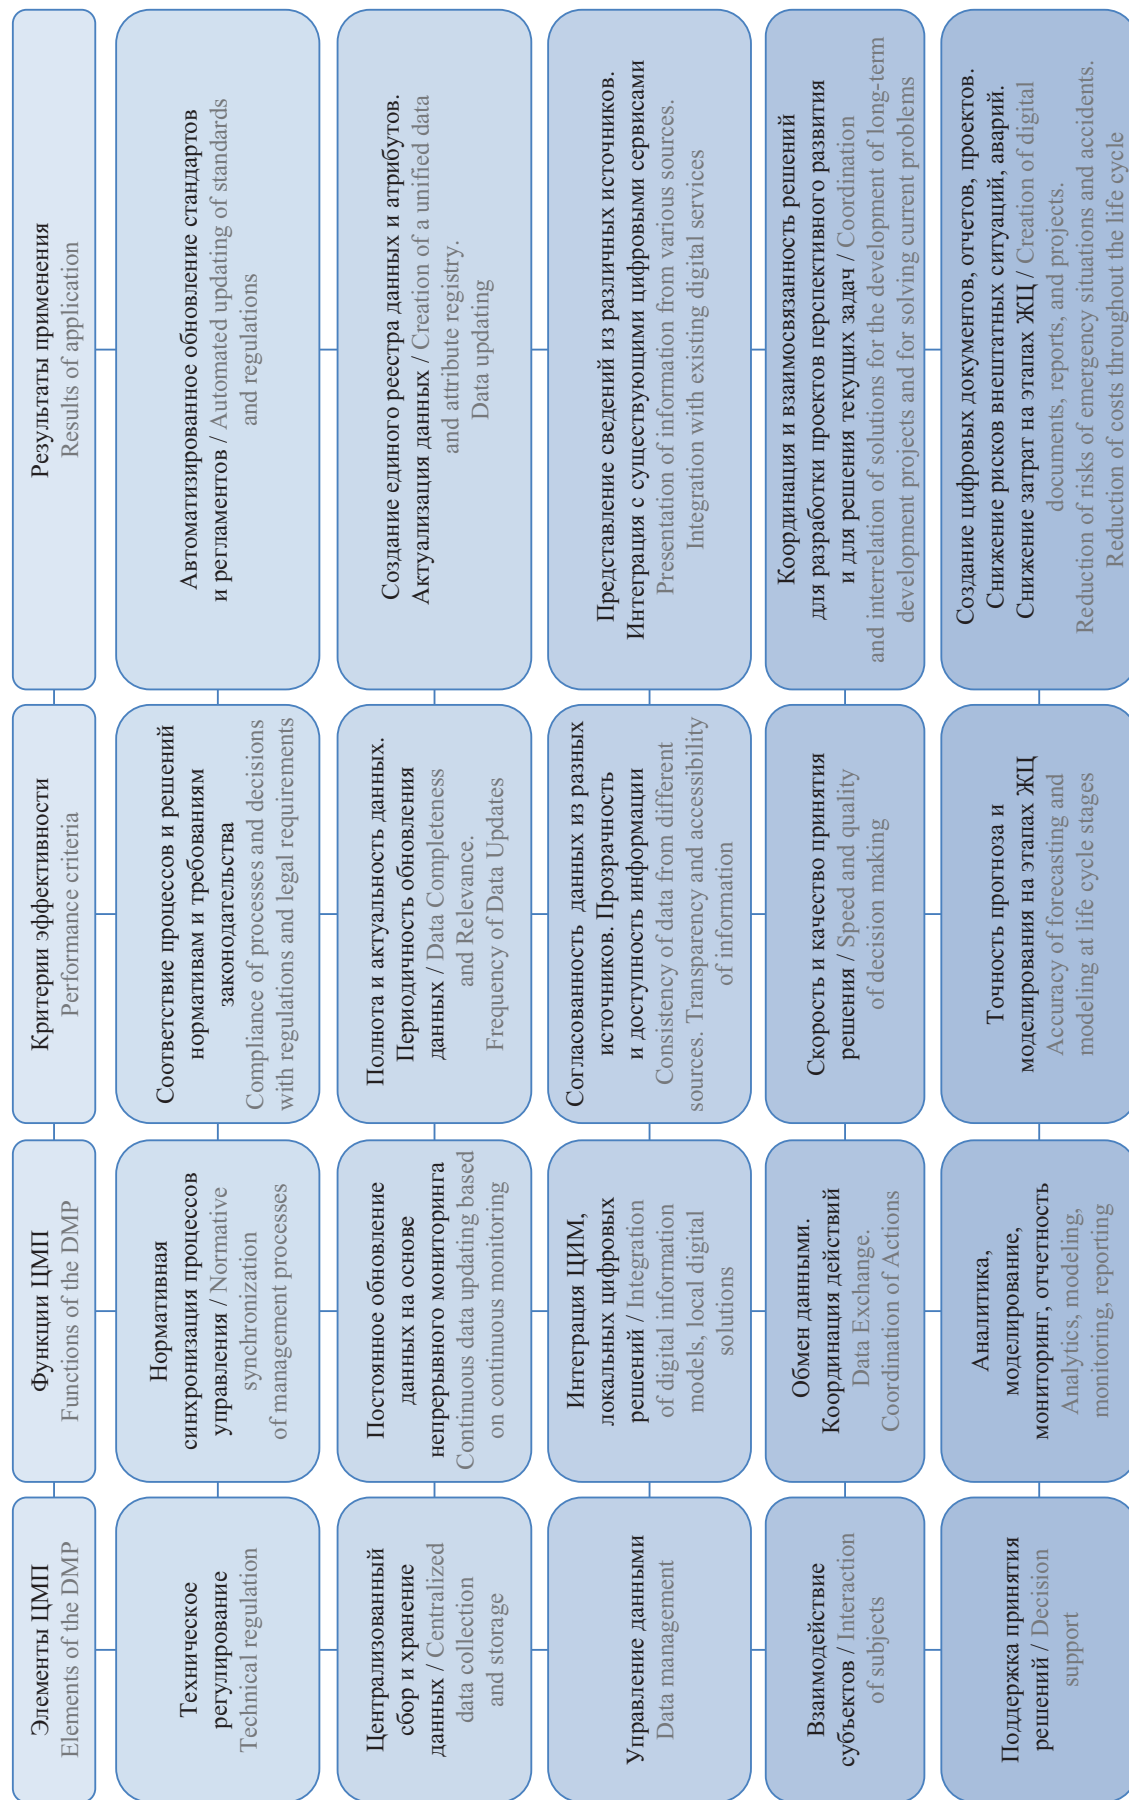 Элементы ЦМП
Elements of the DMP
Функции ЦМП
Functions of the DMP
Критерии эффективности
Performance criteria
Результаты применения
Results of application
Техническое
регулирование
Technical regulation
Нормативная
синхронизация процессов
управления / Normative
synchronization
of management processes
Соответствие процессов и решений
нормативам и требованиям
законодательства
Compliance of processes and decisions
with regulations and legal requirements
Автоматизированное обновление стандартов
и регламентов / Automated updating of standards
and regulations
Централизованный
сбор и хранение
данных / Centralized
data collection
and storage
Постоянное обновление
данных на основе
непрерывного мониторинга
Continuous data updating based
on continuous monitoring
Полнота и актуальность данных.
Периодичность обновления
данных / Data Completeness
and Relevance.
Frequency of Data Updates
Создание единого реестра данных и атрибутов.
Актуализация данных / Creation of a unified data
and attribute registry.
Data updating
Управление данными
Data management
Интеграция ЦИМ,
локальных цифровых
решений / Integration
of digital information
models, local digital
solutions
Согласованность данных из разных
источников. Прозрачность
и доступность информации
Consistency of data from different
sources. Transparency and accessibility
of information
Представление сведений из различных источников.
Интеграция с существующими цифровыми сервисами
Presentation of information from various sources.
Integration with existing digital services
Взаимодействие
субъектов / Interaction
of subjects
Обмен данными.
Координация действий
Data Exchange.
Coordination of Actions
Скорость и качество принятия
решения / Speed and quality
of decision making
Координация и взаимосвязанность решений
для разработки проектов перспективного развития
и для решения текущих задач / Coordination
and interrelation of solutions for the development of long-term
development projects and for solving current problems
Поддержка принятия
решений / Decision
support
Аналитика,
моделирование,
мониторинг, отчетность
Analytics, modeling,
monitoring, reporting
Точность прогноза и
моделирования на этапах ЖЦ
Accuracy of forecasting and
modeling at life cycle stages
Создание цифровых документов, отчетов, проектов.
Снижение рисков внештатных ситуаций, аварий.
Снижение затрат на этапах ЖЦ / Creation of digital
documents, reports, and projects.
Reduction of risks of emergency situations and accidents.
Reduction of costs throughout the life cycle